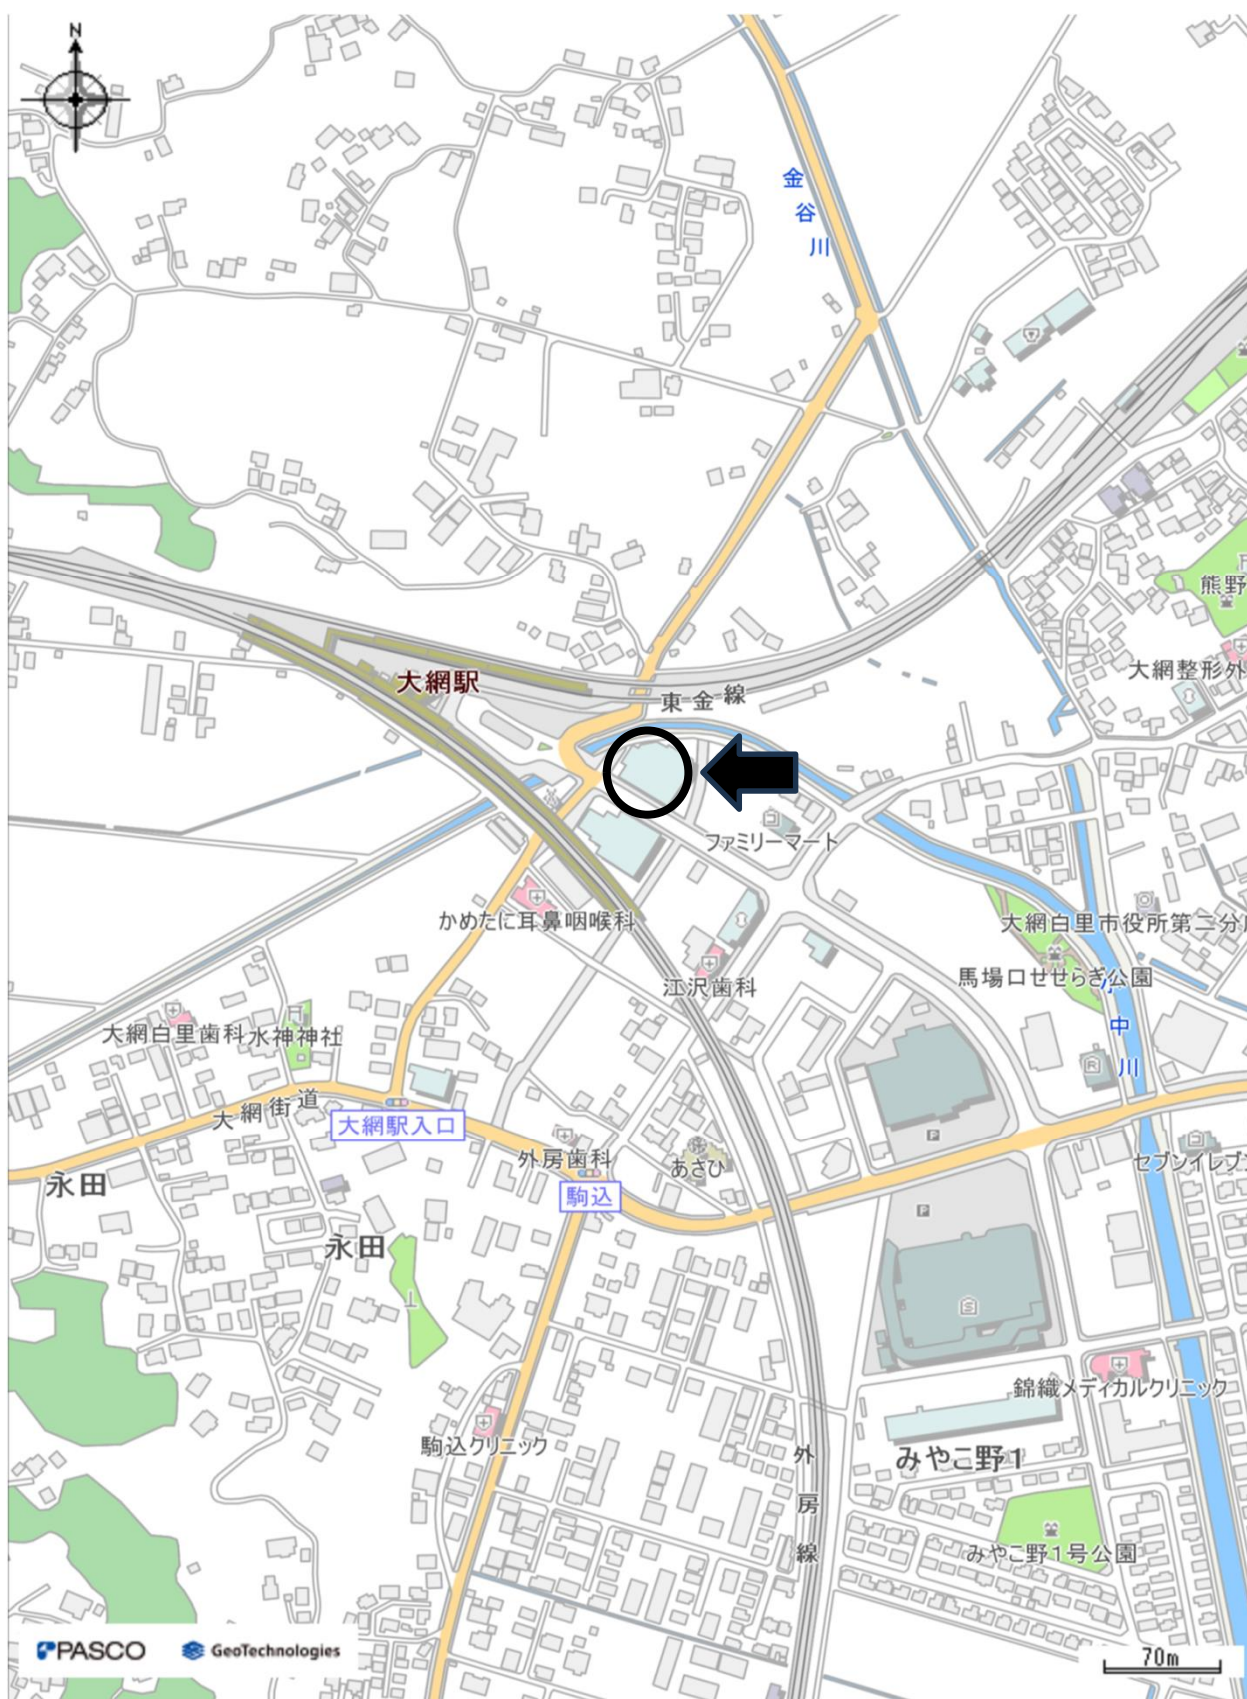 N
金谷川
熊野
大網整形外
大網駅
東金線
ファミリーマート
かめたに耳鼻咽喉科
大網白里市役所第二分
江沢歯科
馬場口せせらぎ公園
大網白里歯科
水神神社
中川
大網街道
大網駅入口
外房歯科
あさひ
セブンイレブ
永田
駒込
P
R
永田
P
S
錦織メディカルクリニック
駒込クリニック
みやこ野1
外房線
みやこ野1号公園
PASCO
GeoTechnologies
70m